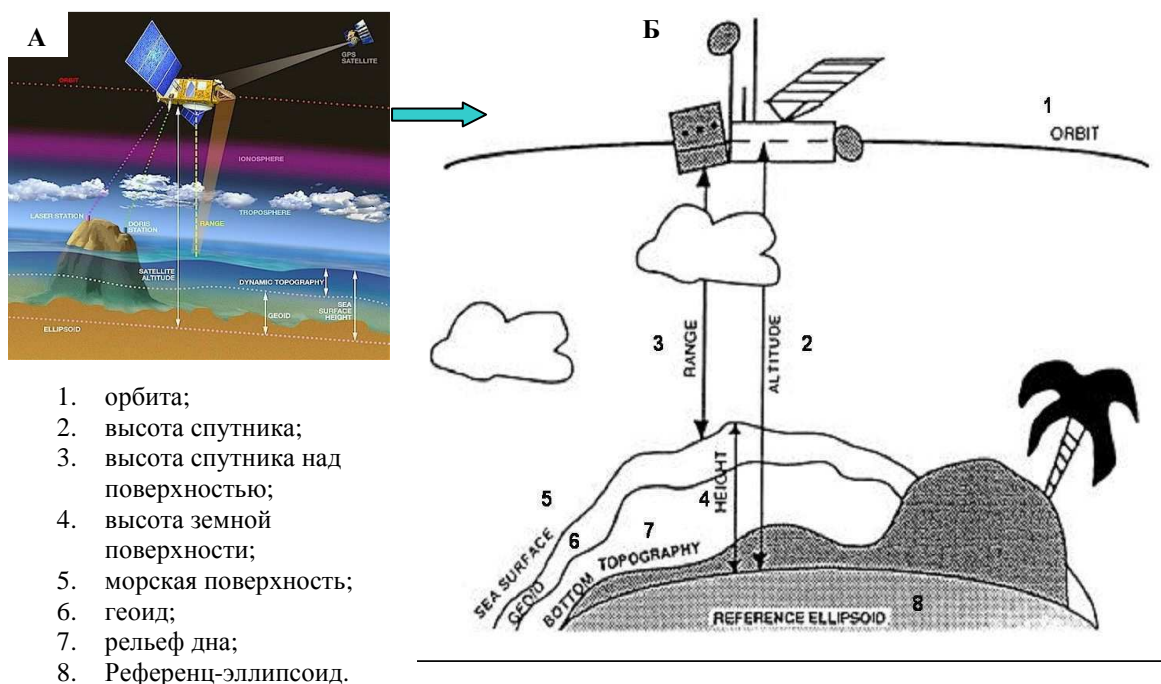 А
GPS
SATELLITE
ORBIT
IONOSPHERE
TROPOSPHERE
LASER STATION
DORIS
STATION
RANGE
SATELLITE
ALTITUDE
DYNAMIC TOPOGRAPHY
SEA
SURFACE
HEIGHT
GEOID
ELLIPSOID
Б
1
ORBIT
3
RANGE
2
ALTITUDE
HEIGHT
4
5
SEA SURFACE
6
GEOID
7
BOTTOM TOPOGRAPHY
8
REFERENCE ELLIPSOID
1. орбита;
2. высота спутника;
3. высота спутника над
поверхностью;
4. высота земной
поверхности;
5. морская поверхность;
6. геоид;
7. рельеф дна;
8. Референц-эллипсоид.